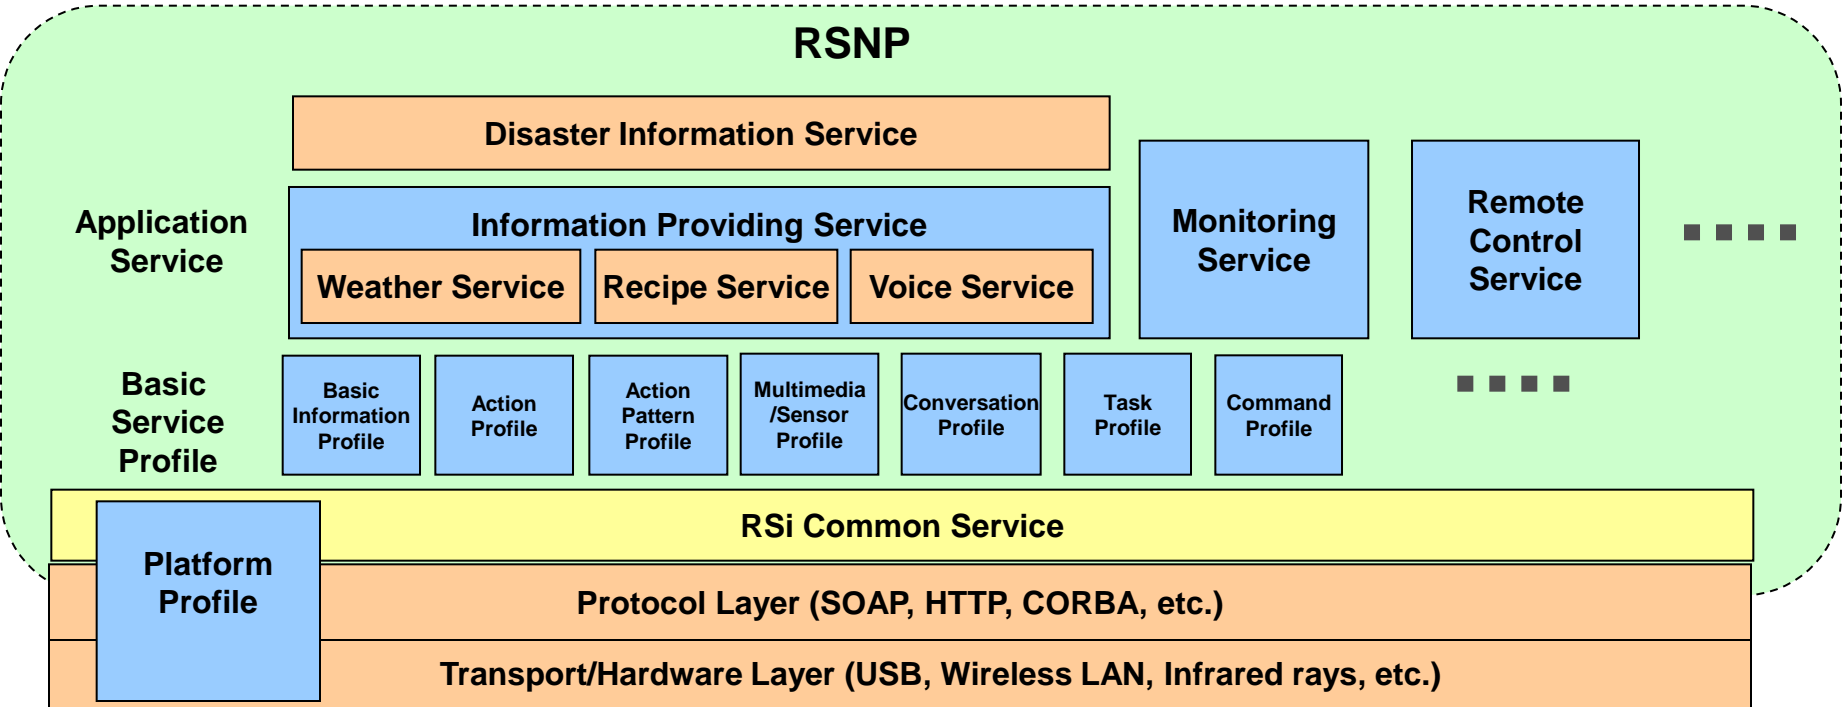 RSNP
Disaster Information Service
Application
Service
Information Providing Service
Weather Service
Recipe Service
Voice Service
Monitoring
Service
Remote
Control
Service
Basic
Service
Profile
Basic
Information
Profile
Action
Profile
Action
Pattern
Profile
Multimedia
/Sensor
Profile
Conversation
Profile
Task
Profile
Command
Profile
RSi Common Service
Platform
Profile
Protocol Layer (SOAP, HTTP, CORBA, etc.)
Transport/Hardware Layer (USB, Wireless LAN, Infrared rays, etc.)